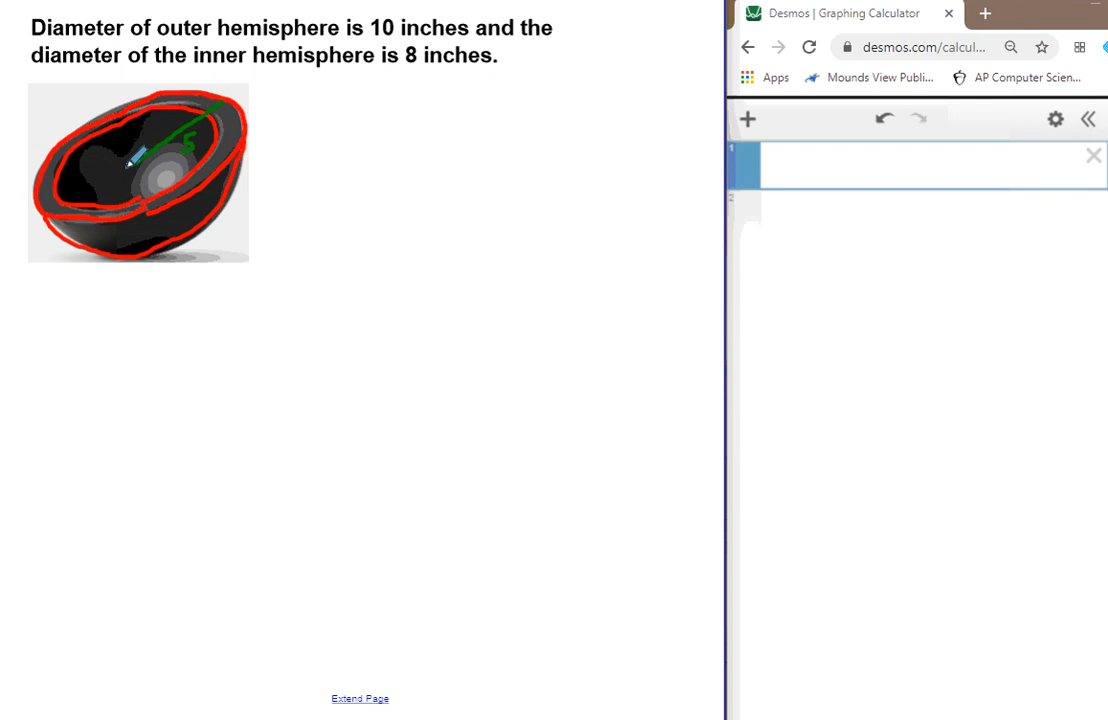 Diameter of outer hemisphere is 10 inches and the
diameter of the inner hemisphere is 8 inches.
5
Extend Page
Desmos | Graphing Calculator
desmos.com/calcul...
Apps
Mounds View Publi...
AP Computer Scien...
1
2